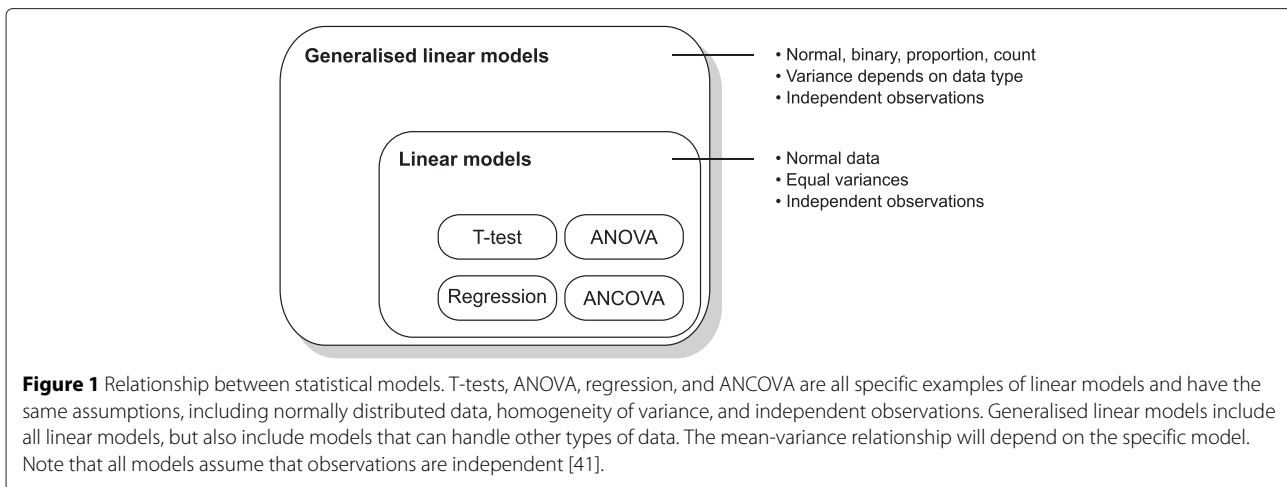 Generalised linear models
• Normal, binary, proportion, count
• Variance depends on data type
• Independent observations
Linear models
• Normal data
• Equal variances
• Independent observations
T-test
ANOVA
Regression
ANCOVA
Figure 1 Relationship between statistical models. T-tests, ANOVA, regression, and ANCOVA are all specific examples of linear models and have the
same assumptions, including normally distributed data, homogeneity of variance, and independent observations. Generalised linear models include
all linear models, but also include models that can handle other types of data. The mean-variance relationship will depend on the specific model.
Note that all models assume that observations are independent [41].